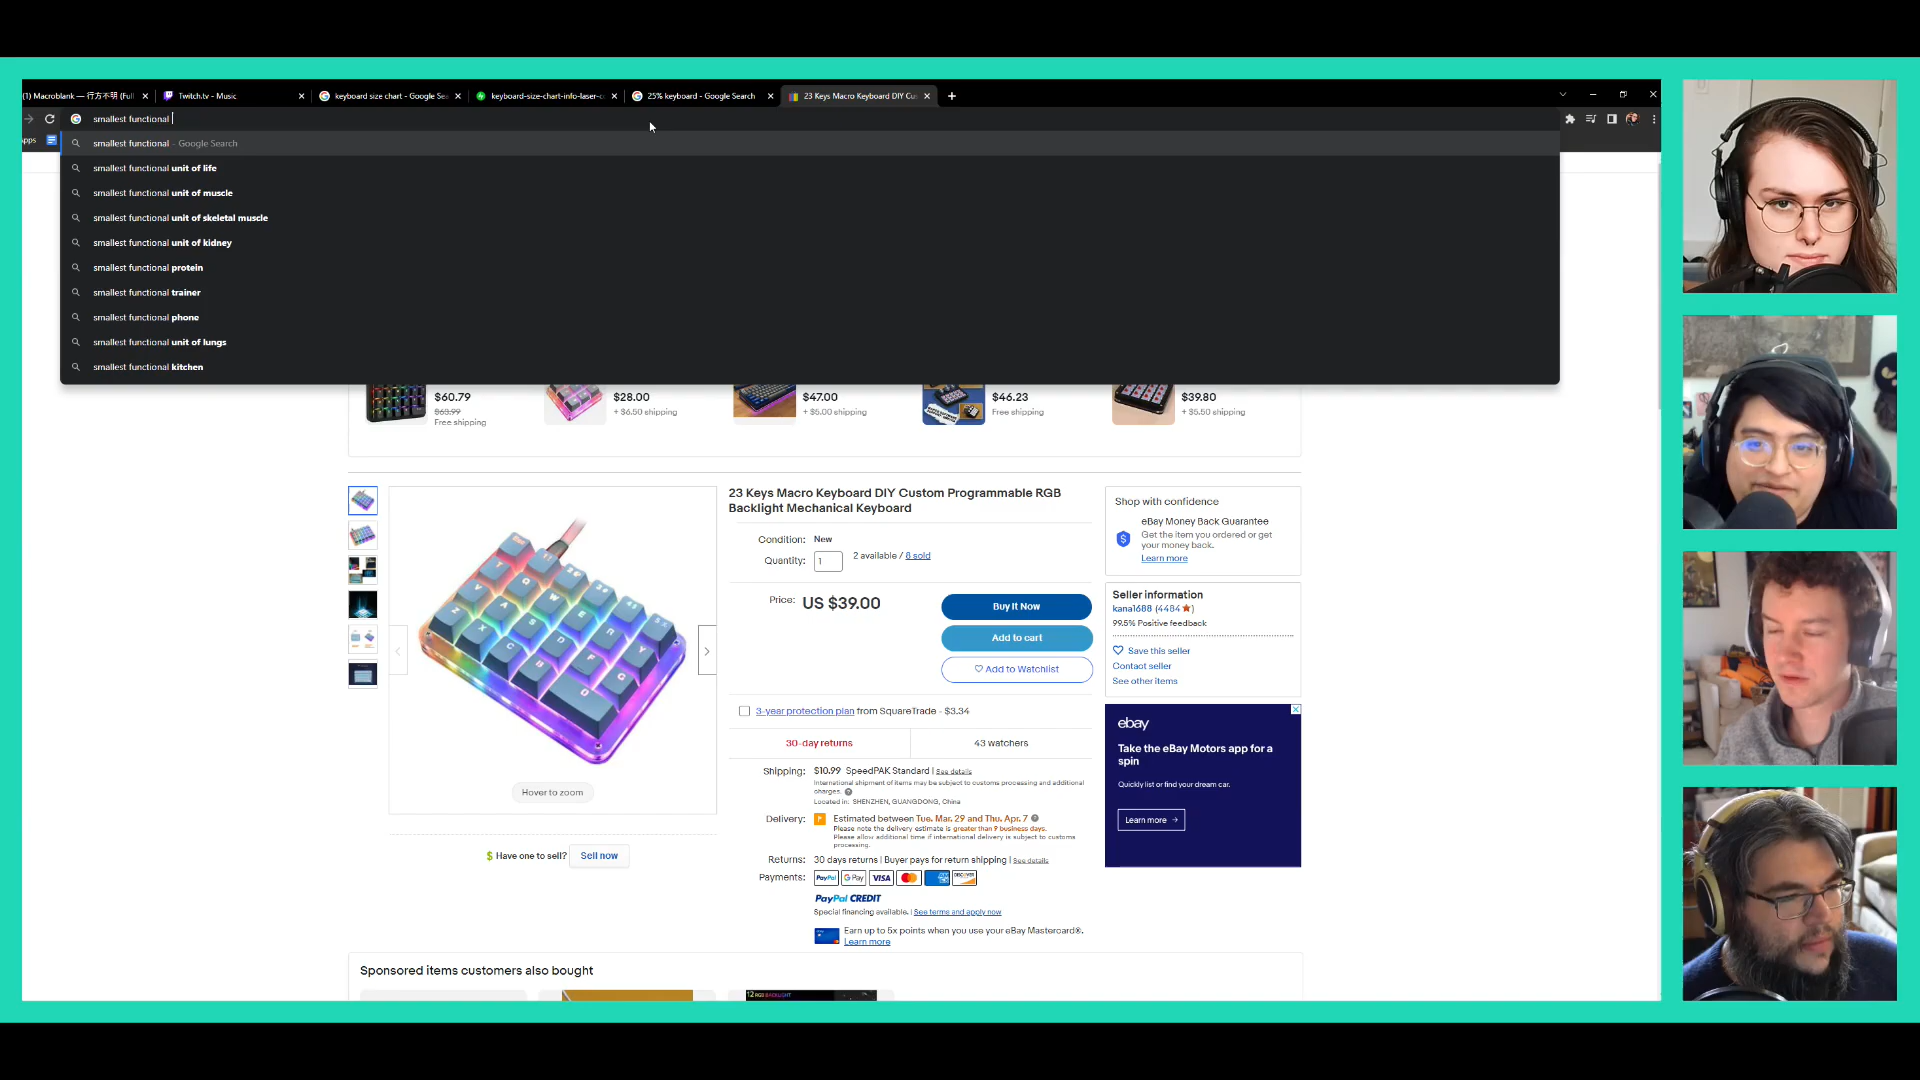 (1) Macroblank — 行方不明 (Full
Twitch.tv - Music
keyboard size chart - Google Sea
keyboard-size-chart-info-laser-c
25% keyboard - Google Search
23 Keys Macro Keyboard DIY Cu
smallest functional
smallest functional - Google Search
smallest functional unit of life
smallest functional unit of muscle
smallest functional unit of skeletal muscle
smallest functional unit of kidney
smallest functional protein
smallest functional trainer
smallest functional phone
smallest functional unit of lungs
smallest functional kitchen
$60.79
$63.99
Free shipping
$28.00
+ $6.50 shipping
$47.00
+ $5.00 shipping
$46.23
Free shipping
$39.80
+ $5.50 shipping
23 Keys Macro Keyboard DIY Custom Programmable RGB
Backlight Mechanical Keyboard
Condition: New
Quantity: 1 2 available / 8 sold
Price: US $39.00
Buy It Now
Add to cart
Add to Watchlist
3-year protection plan from SquareTrade - $3.34
30-day returns
43 watchers
Shipping: $10.99 SpeedPAK Standard | See details
International shipment of items may be subject to customs processing and additional
charges.
Located in: SHENZHEN, GUANGDONG, China
Delivery: Estimated between Tue. Mar. 29 and Thu. Apr. 7
Please note the delivery estimate is greater than 9 business days.
Please allow additional time if international delivery is subject to customs
processing.
Returns: 30 days returns | Buyer pays for return shipping | See details
Payments: PayPal G Pay VISA DISCOVER
PayPal CREDIT
Special financing available. | See terms and apply now
Earn up to 5x points when you use your eBay Mastercard®.
Learn more
Hover to zoom
Have one to sell? Sell now
Shop with confidence
eBay Money Back Guarantee
Get the item you ordered or get
your money back.
Learn more
Seller information
kana1688 (4484)
99.5% Positive feedback
Save this seller
Contact seller
See other items
ebay
Take the eBay Motors app for a
spin
Quickly list or find your dream car.
Learn more →
Sponsored items customers also bought
12 RGB BACKLIGHT